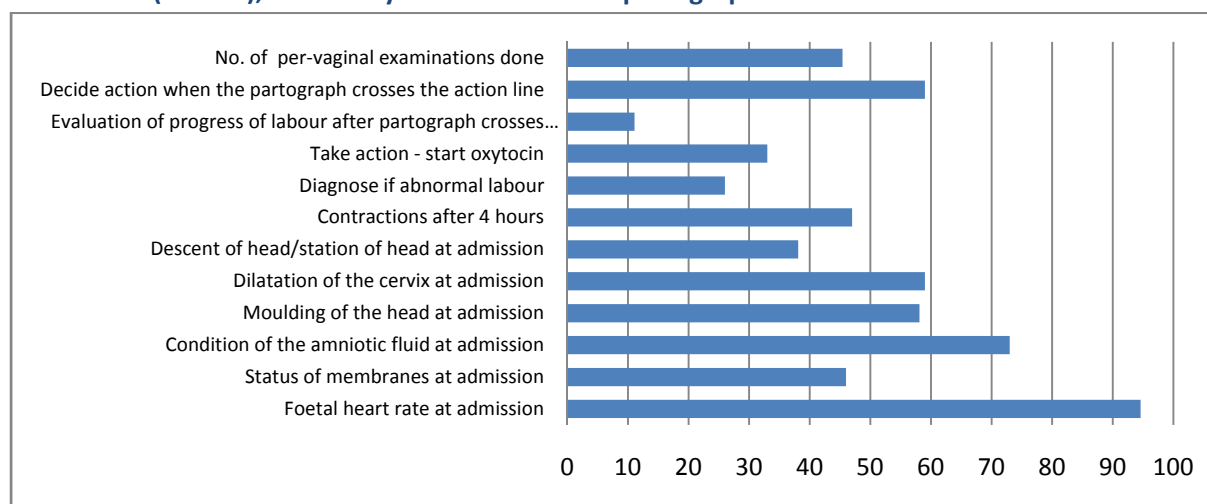 No. of per-vaginal examinations done
Decide action when the partograph crosses the action line
Evaluation of progress of labour after partograph crosses...
Take action - start oxytocin
Diagnose if abnormal labour
Contractions after 4 hours
Descent of head/station of head at admission
Dilatation of the cervix at admission
Moulding of the head at admission
Condition of the amniotic fluid at admission
Status of membranes at admission
Foetal heart rate at admission
0 10 20 30 40 50 60 70 80 90 100